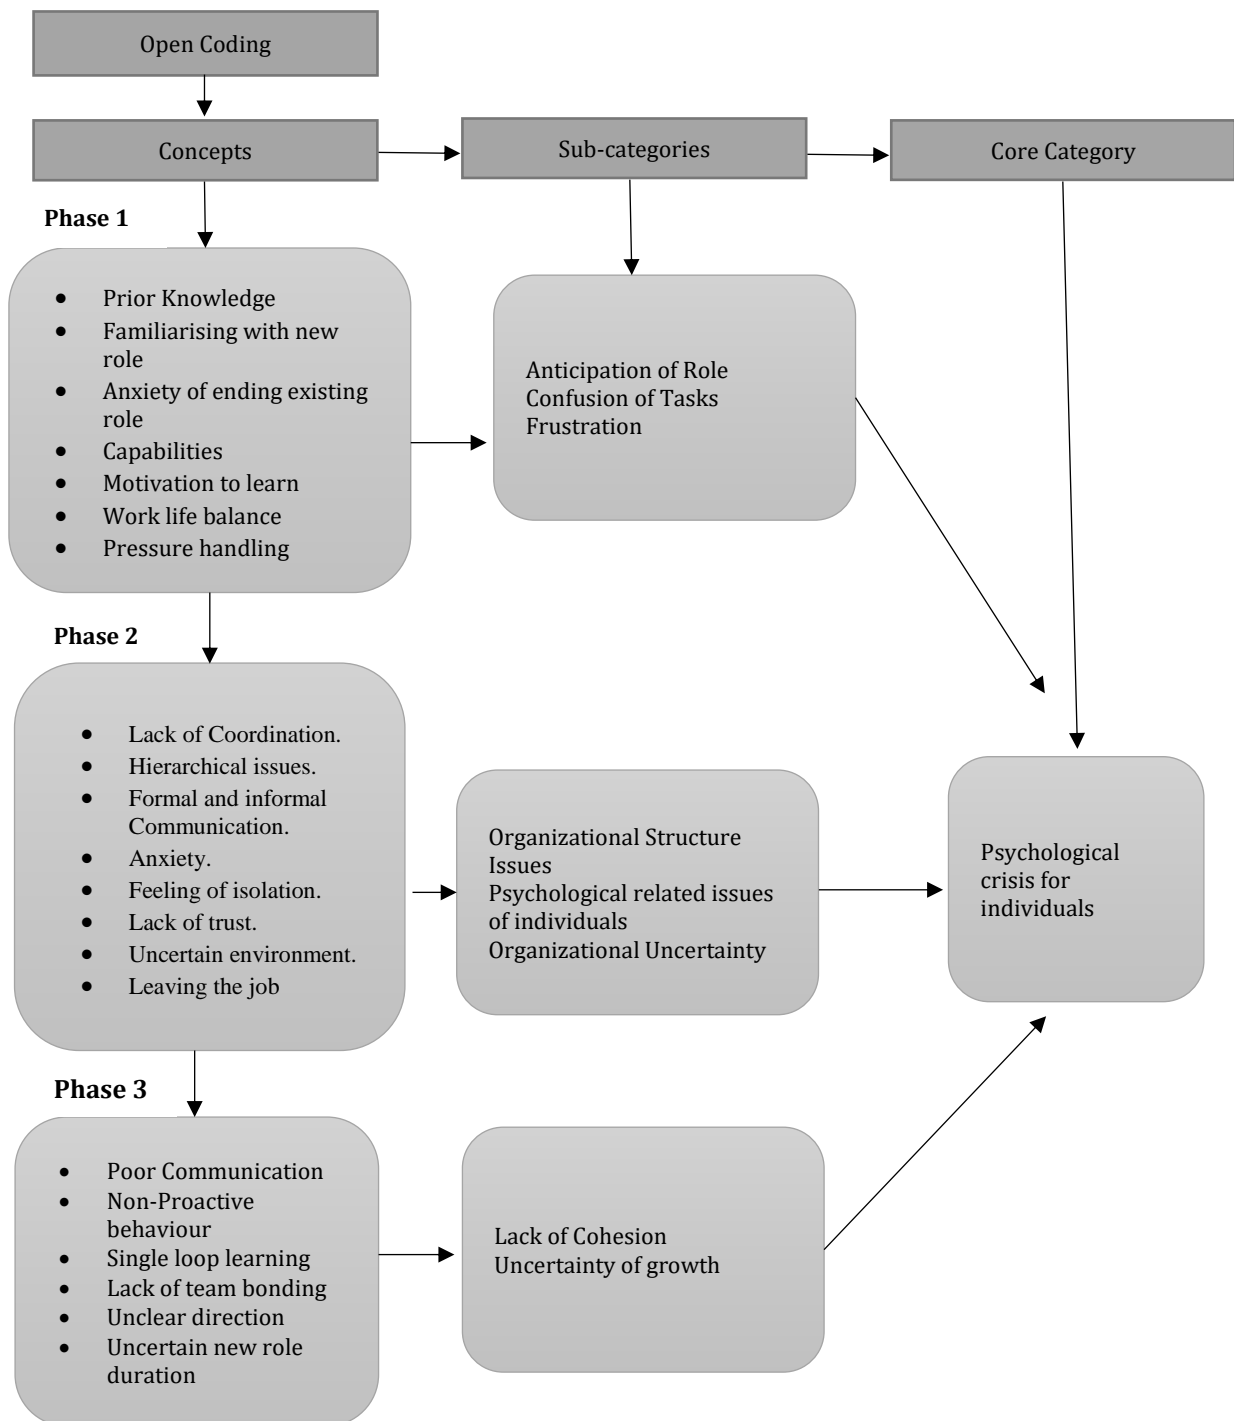 Open Coding
Concepts
Sub-categories
Core Category
Phase 1
• Prior Knowledge
• Familiarising with new
role
• Anxiety of ending existing
role
• Capabilities
• Motivation to learn
• Work life balance
• Pressure handling
Anticipation of Role
Confusion of Tasks
Frustration
Phase 2
• Lack of Coordination.
• Hierarchical issues.
• Formal and informal
Communication.
• Anxiety.
• Feeling of isolation.
• Lack of trust.
• Uncertain environment.
• Leaving the job
Organizational Structure
Issues
Psychological related issues
of individuals
Organizational Uncertainty
Psychological
crisis for
individuals
Phase 3
• Poor Communication
• Non-Proactive
behaviour
• Single loop learning
• Lack of team bonding
• Unclear direction
• Uncertain new role
duration
Lack of Cohesion
Uncertainty of growth